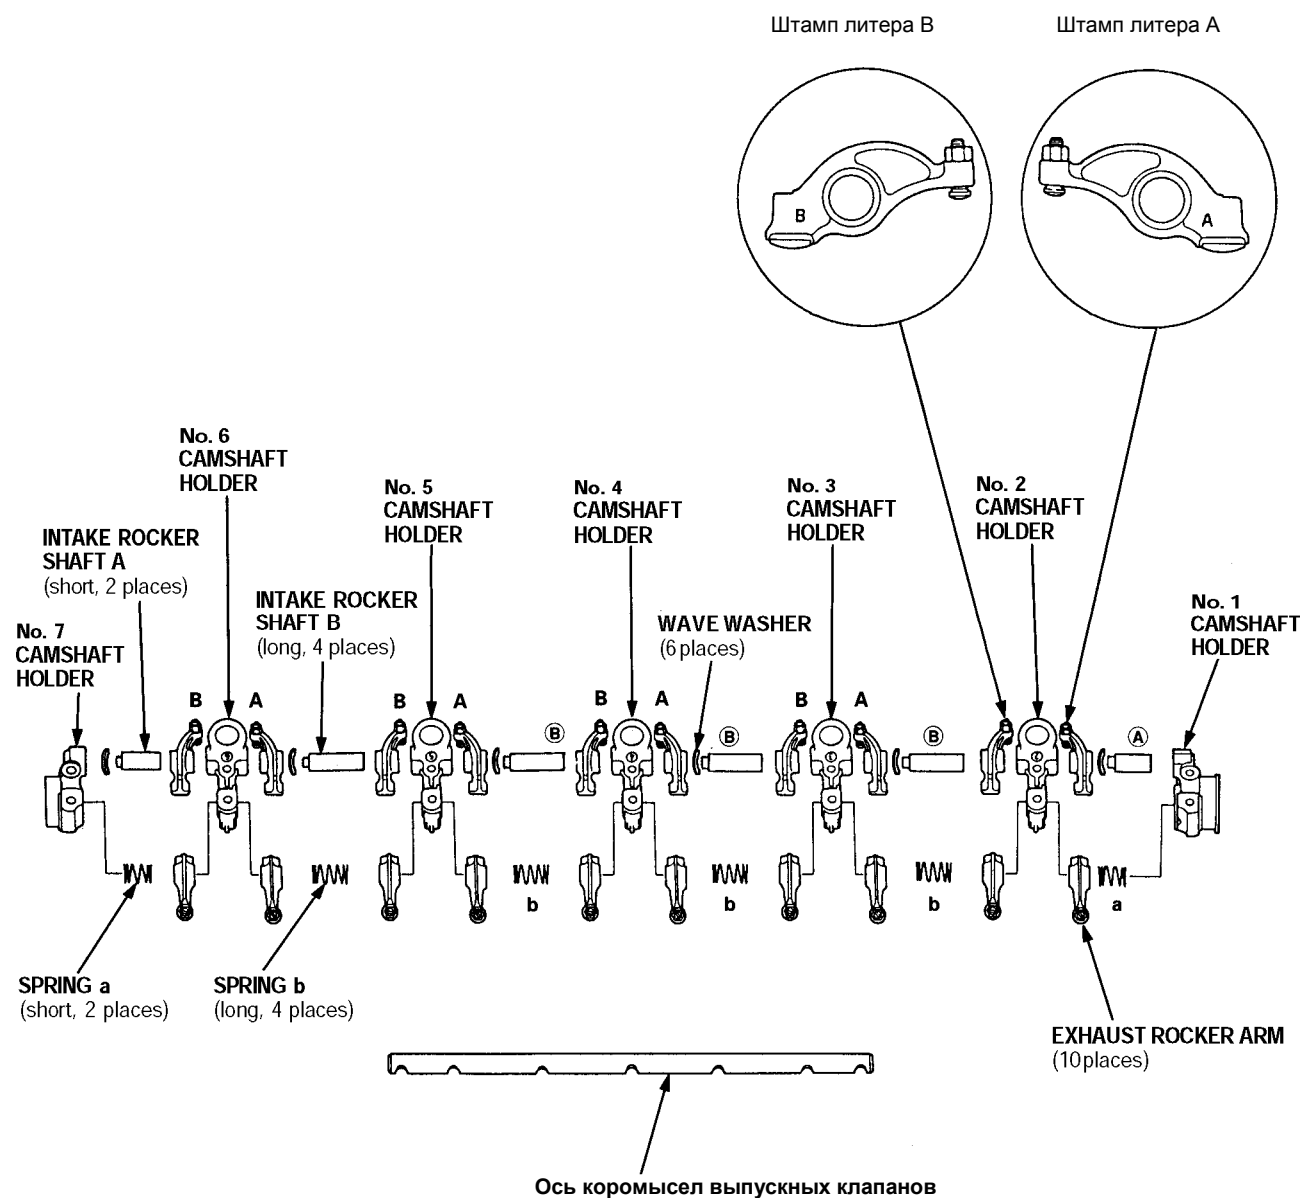 Штамп литера В
Штамп литера А
B
A
No. 6
CAMSHAFT
HOLDER
No. 5
CAMSHAFT
HOLDER
No. 4
CAMSHAFT
HOLDER
No. 3
CAMSHAFT
HOLDER
No. 2
CAMSHAFT
HOLDER
INTAKE ROCKER
SHAFT A
(short, 2 places)
INTAKE ROCKER
SHAFT B
(long, 4 places)
WAVE WASHER
(6 places)
No. 1
CAMSHAFT
HOLDER
No. 7
CAMSHAFT
HOLDER
B A
B A
B A
B A
B
B
B
A
b
b
b
a
SPRING a
(short, 2 places)
SPRING b
(long, 4 places)
EXHAUST ROCKER ARM
(10 places)
Ось коромысел выпускных клапанов